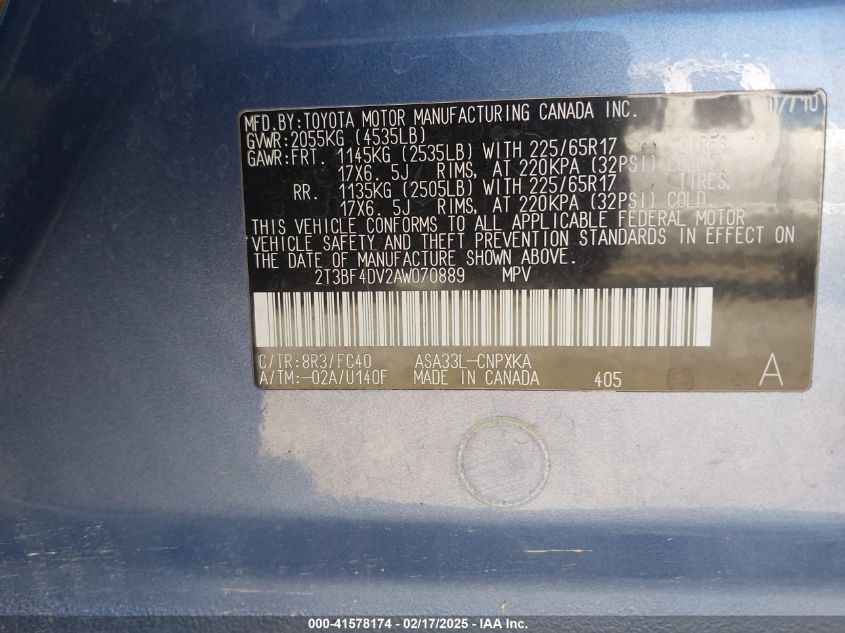 MFD. BY: TOYOTA MOTOR MANUFACTURING CANADA INC. 07/10
GVWR: 2055KG (4535LB)
GAWR: FRT. 1145KG (2535LB) WITH 225/65R17 TIRES,
17X6. 5J RIMS, AT 220KPA (32PSI) COLD
RR. 1135KG (2505LB) WITH 225/65R17 TIRES,
17X6. 5J RIMS, AT 220KPA (32PSI) COLD
THIS VEHICLE CONFORMS TO ALL APPLICABLE FEDERAL MOTOR
VEHICLE SAFETY AND THEFT PREVENTION STANDARDS IN EFFECT ON
THE DATE OF MANUFACTURE SHOWN ABOVE.
2T3BF4DV2AW070889 MPV
C/TR: 8R3/FC40 ASA33L-CNPXKA
A/TM: -02A/U140F MADE IN CANADA 405 A
000-41578174 — 02/17/2025 - IAAI - Copart - Inc.